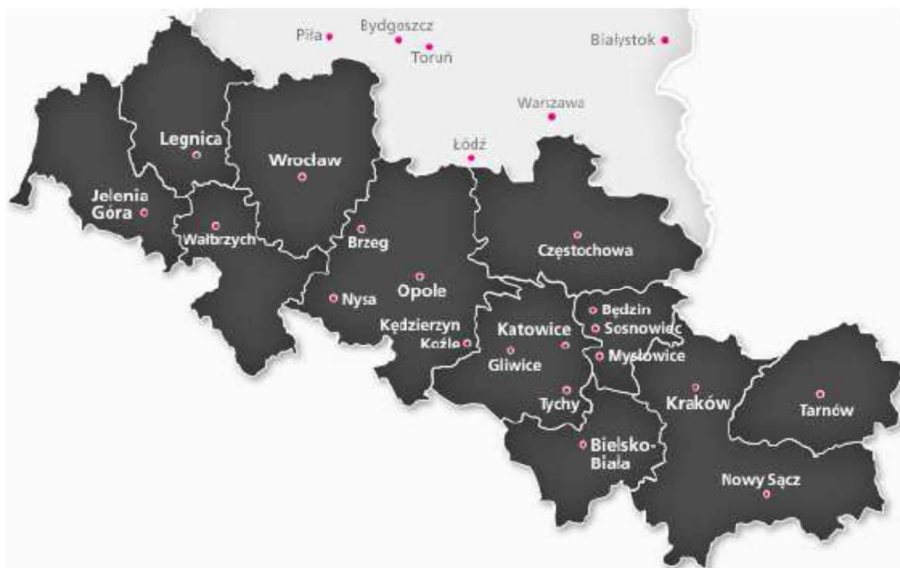 Piła
Bydgoszcz
Toruń
Białystok
Warszawa
Łódź
Legnica
Wrocław
Jelenia
Góra
Wałbrzych
Brzeg
Opole
Nysa
Kędzierzyn
Koźle
Częstochowa
Będzin
Sosnowiec
Katowice
Mysłowice
Gliwice
Tychy
Kraków
Tarnów
Bielsko-
Biała
Nowy Sącz